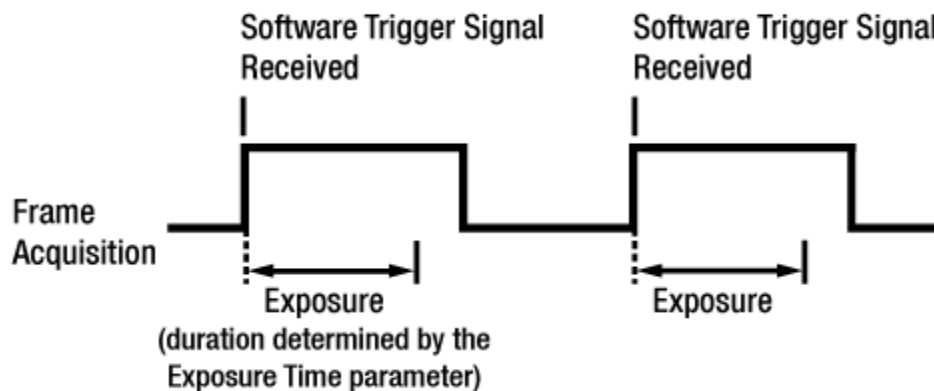 Software Trigger Signal
Received
Software Trigger Signal
Received
Frame
Acquisition
Exposure
(duration determined by the
Exposure Time parameter)
Exposure